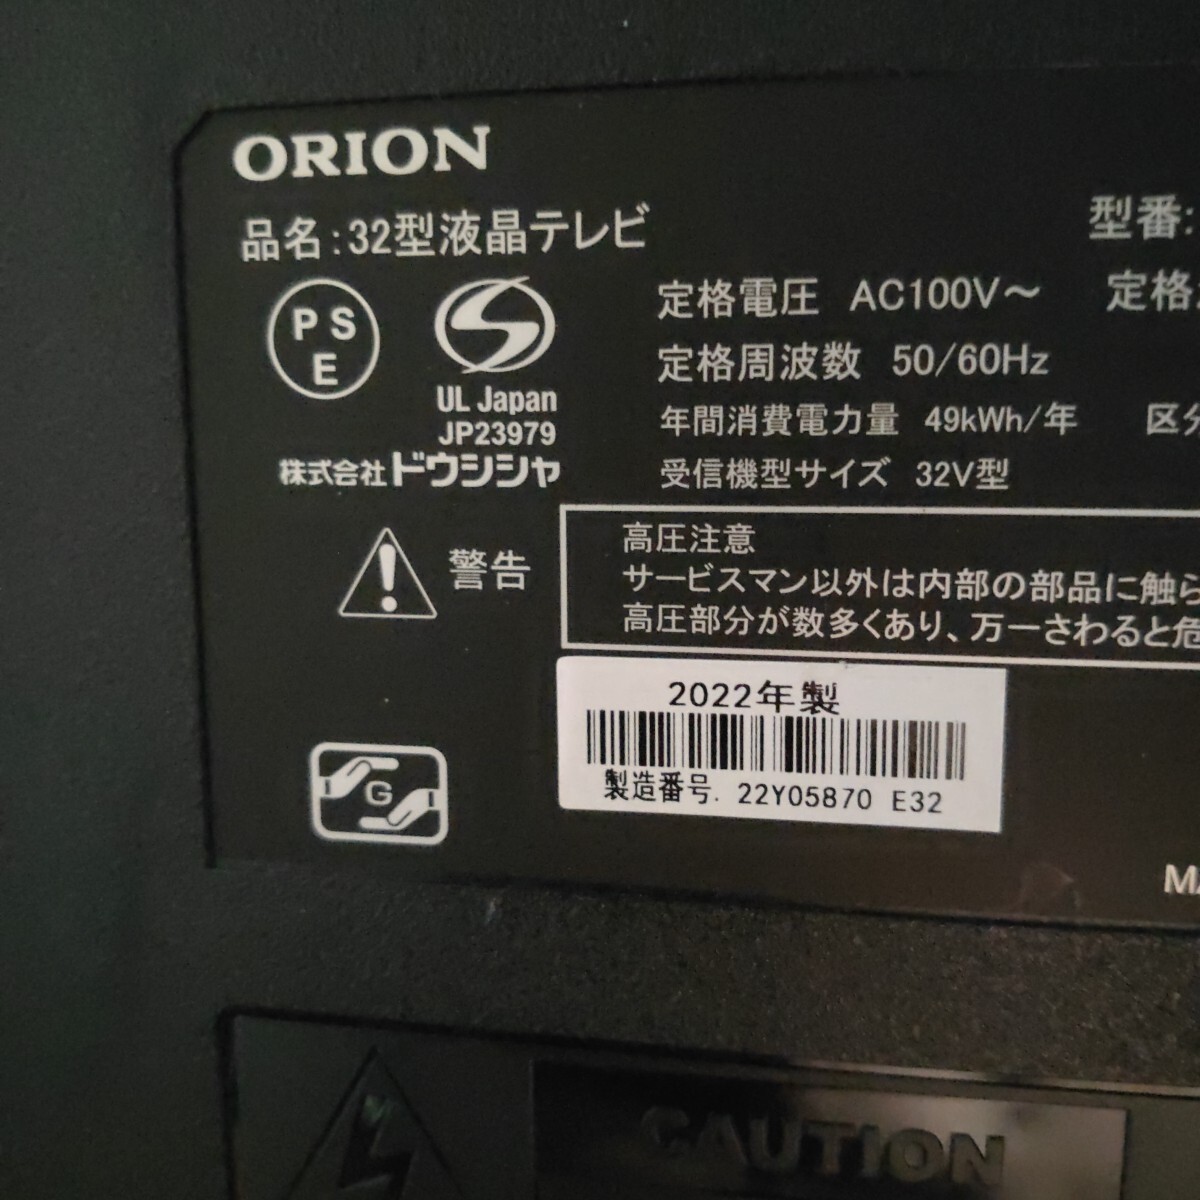 ORION
品名:32型液晶テレビ
型番:
P S
E
UL Japan
JP23979
株式会社ドウシシャ
定格電圧 AC100V～ 定格
定格周波数 50/60Hz
年間消費電力量 49kWh/年 区分
受信機型サイズ 32V型
警告
高圧注意
サービスマン以外は内部の部品に触ら
高圧部分が数多くあり、万一さわると危
2022年製
製造番号. 22Y05870 E32
G
MA
CAUTION